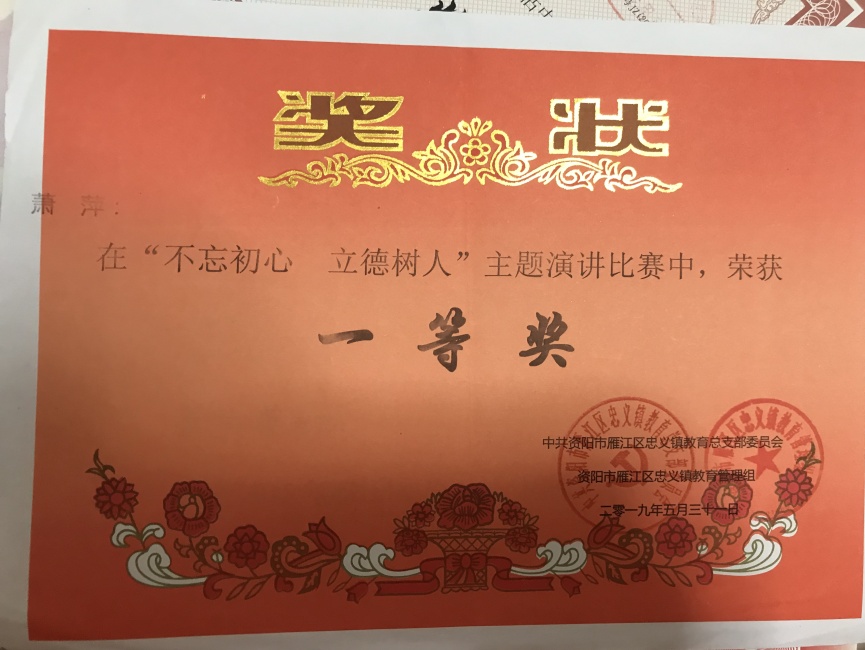 奖 状
萧 萍：
在“不忘初心 立德树人”主题演讲比赛中，荣获
一 等 奖
中共资阳市雁江区忠义镇教育总支部委员会
资阳市雁江区忠义镇教育管理组
二零一九年五月三十一日